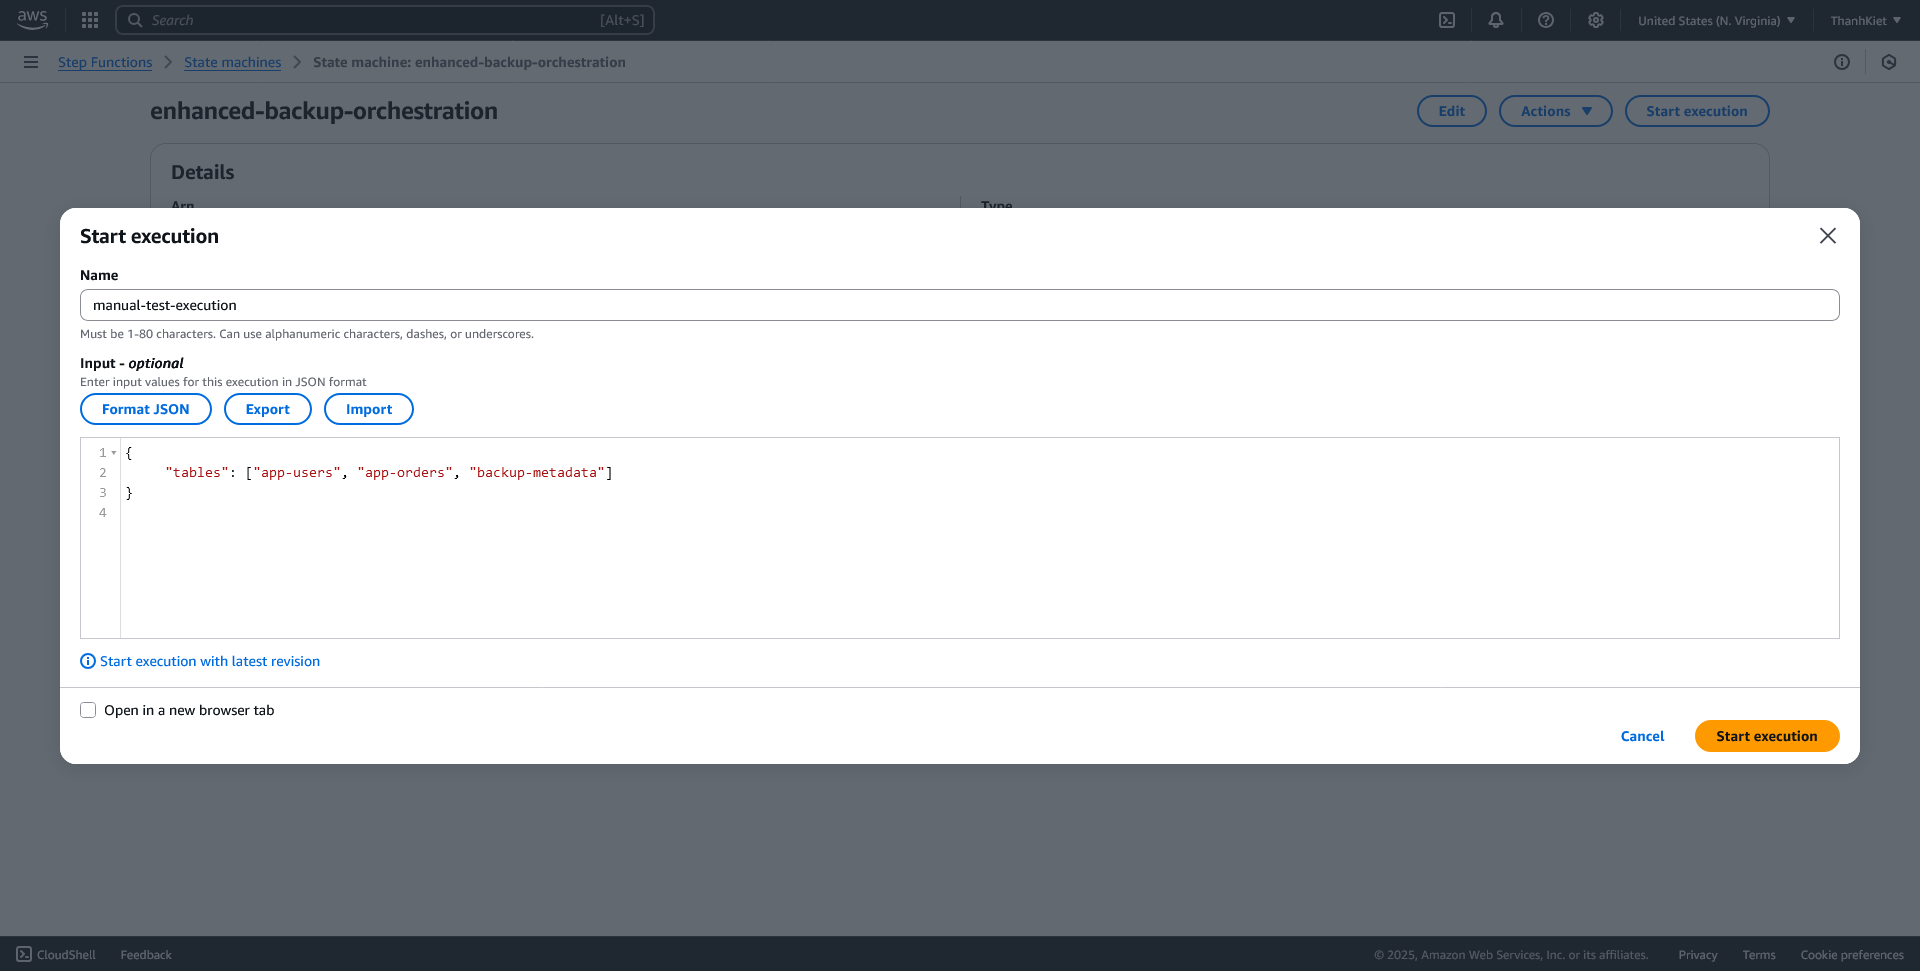 aws Search [Alt+S] United States (N. Virginia) ThanhKiet
Step Functions State machines State machine: enhanced-backup-orchestration
enhanced-backup-orchestration Edit Actions Start execution
Details
Arn Type
Start execution
Name
manual-test-execution
Must be 1-80 characters. Can use alphanumeric characters, dashes, or underscores.
Input - optional
Enter input values for this execution in JSON format
Format JSON Export Import
1 {
2 "tables": ["app-users", "app-orders", "backup-metadata"]
3 }
4
Start execution with latest revision
Open in a new browser tab
Cancel Start execution
CloudShell Feedback © 2025, Amazon Web Services, Inc. or its affiliates. Privacy Terms Cookie preferences